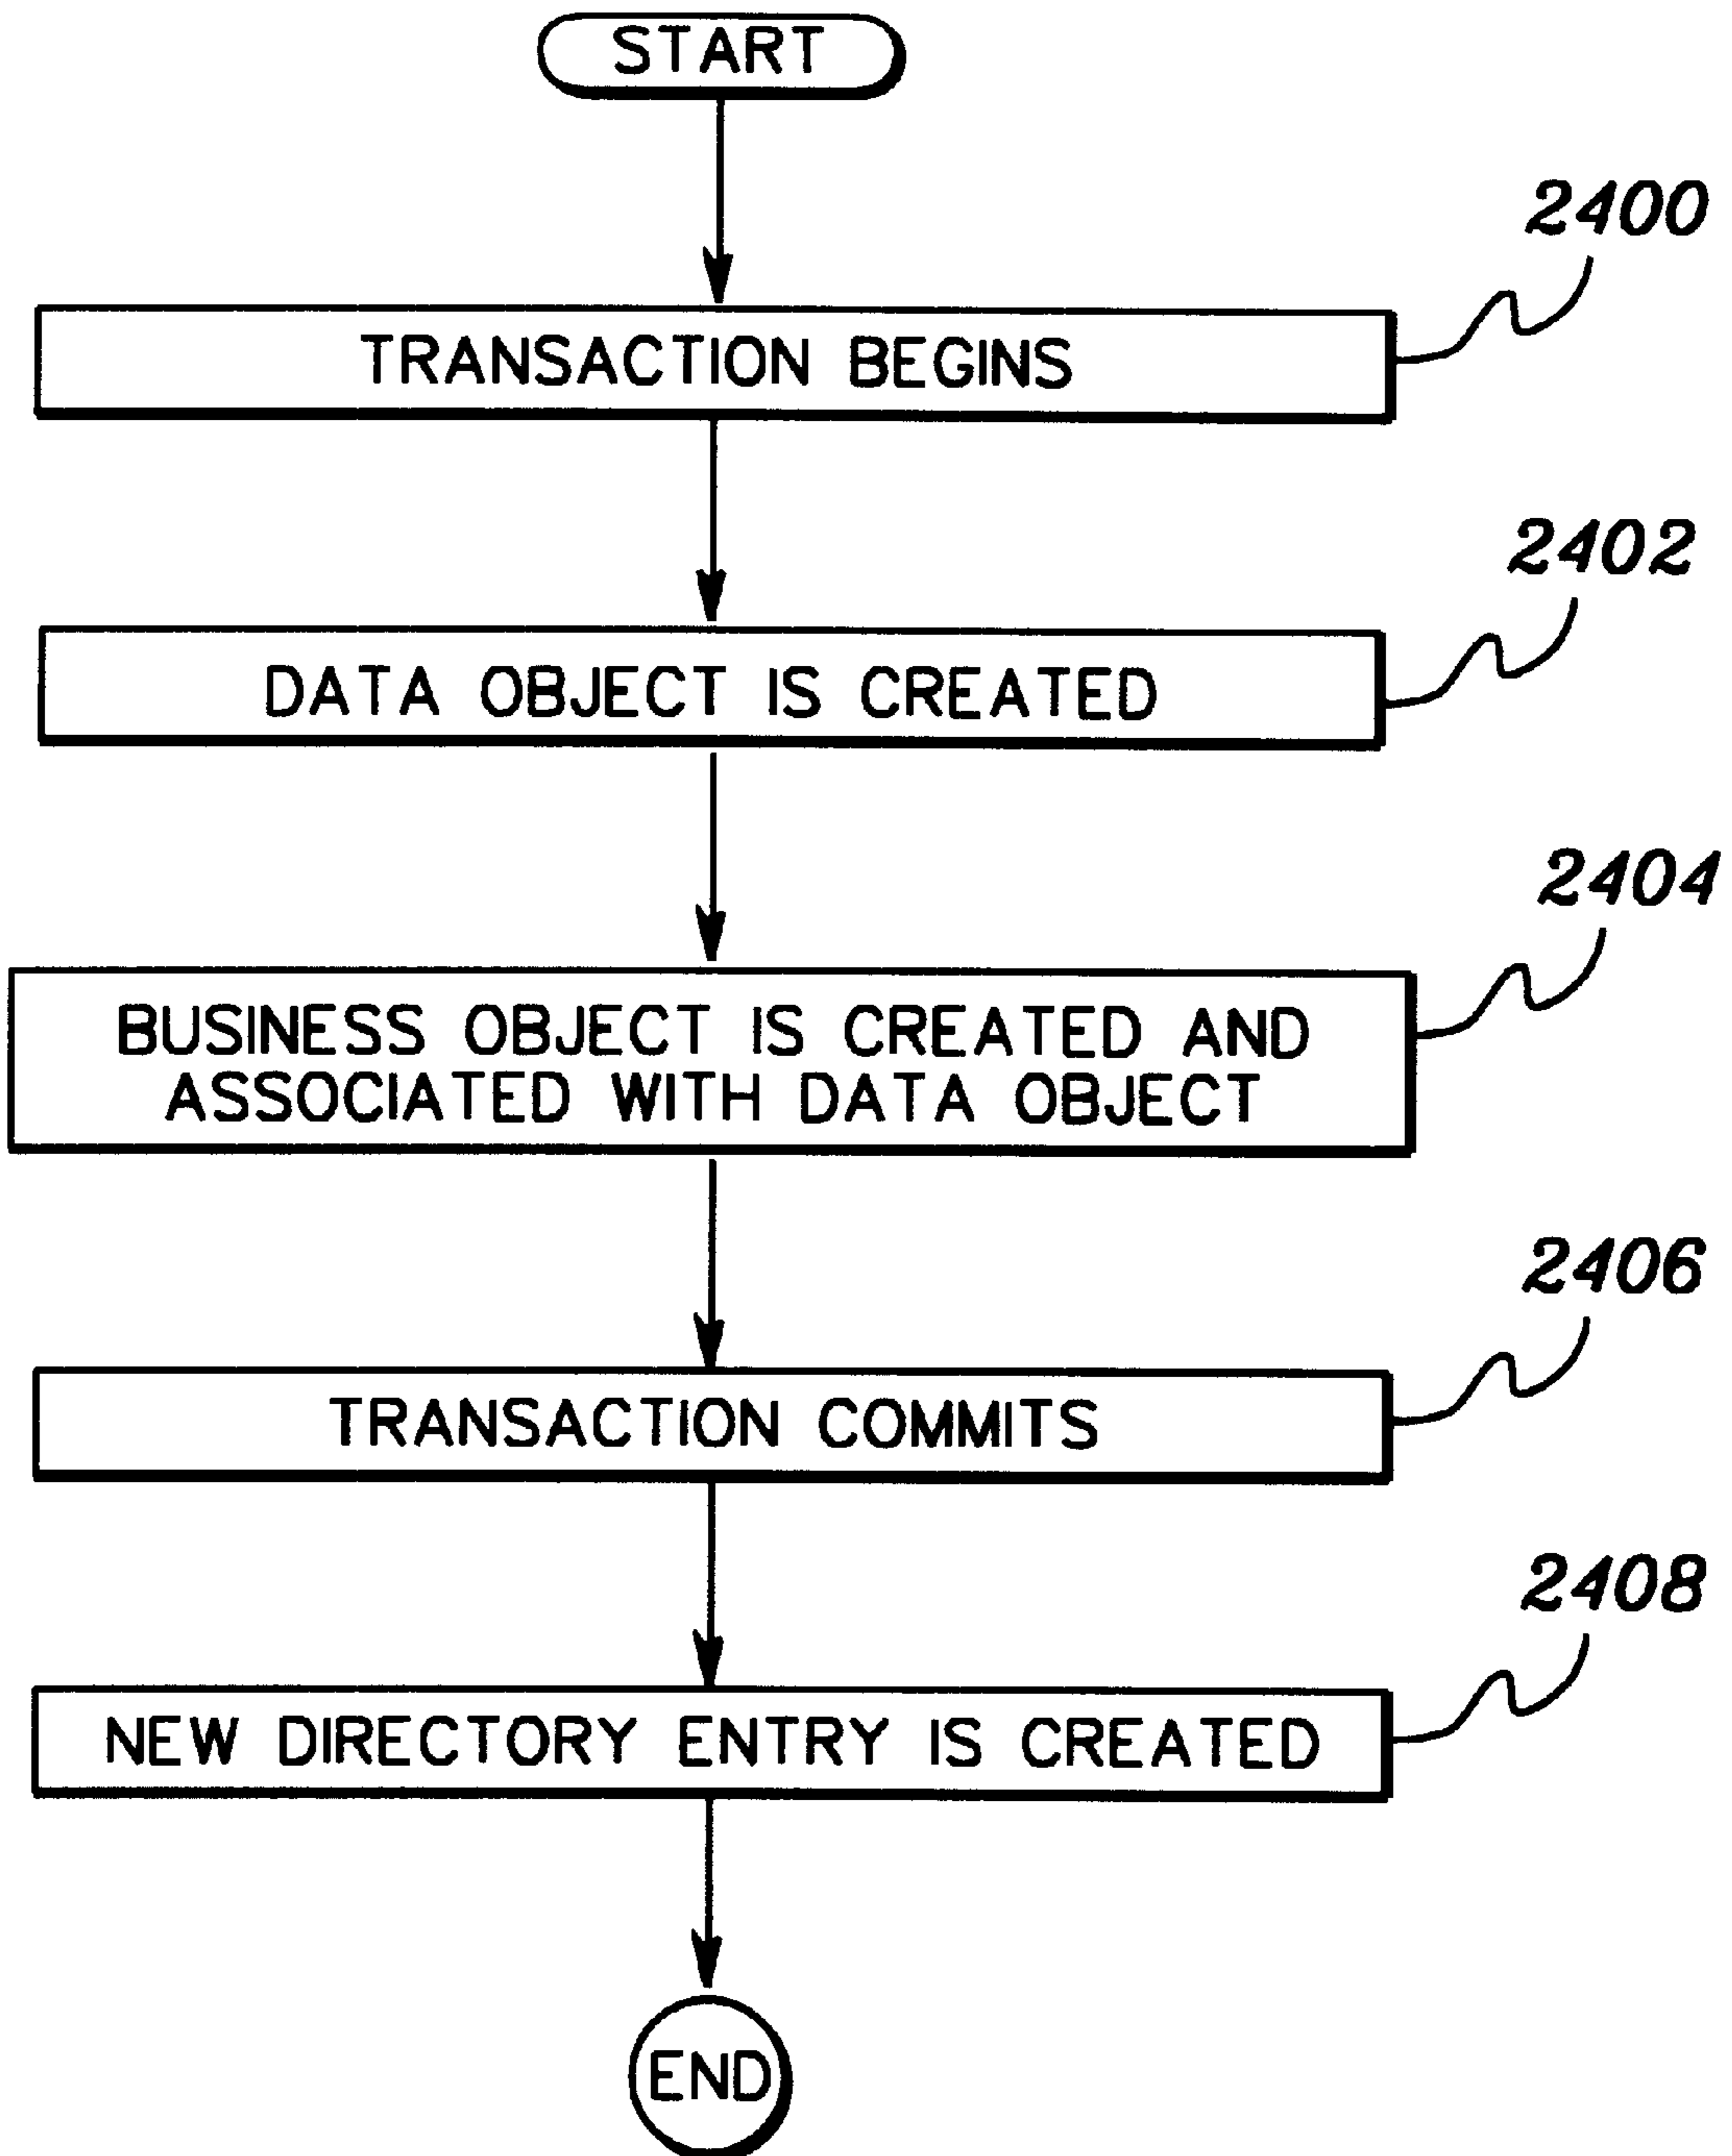 START
2400
TRANSACTION BEGINS
2402
DATA OBJECT IS CREATED
2404
BUSINESS OBJECT IS CREATED AND
ASSOCIATED WITH DATA OBJECT
2406
TRANSACTION COMMITS
2408
NEW DIRECTORY ENTRY IS CREATED
END